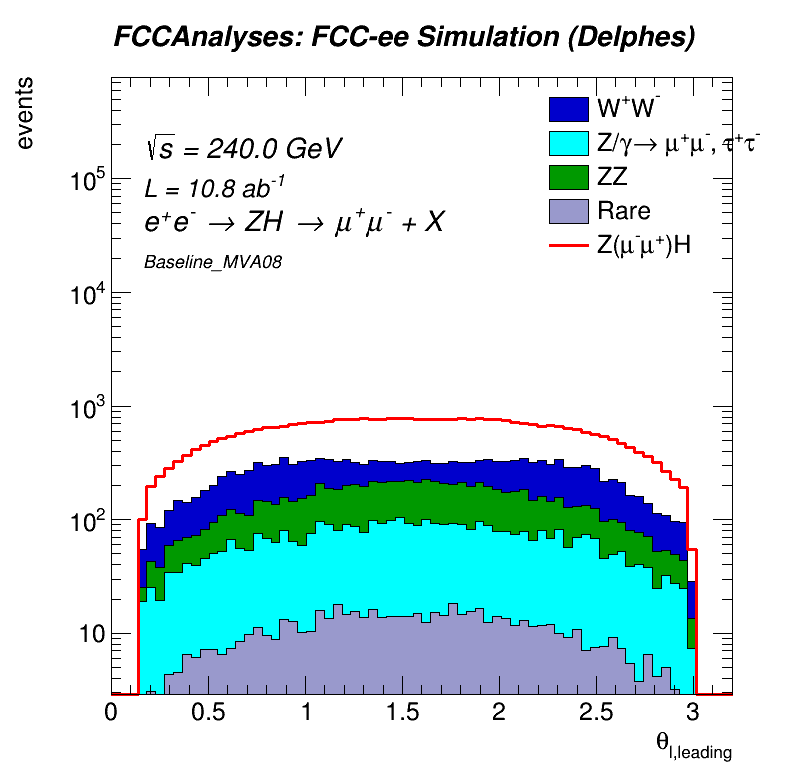 FCCAnalyses: FCC-ee Simulation (Delphes)
events
√s = 240.0 GeV
L = 10.8 ab⁻¹
e⁺e⁻ → ZH → μ⁺μ⁻ + X
Baseline_MVA08
W⁺W⁻
Z/γ→ μ⁺μ⁻, τ⁺τ⁻
ZZ
Rare
Z(μ⁻μ⁺)H
10⁵
10⁴
10³
10²
10
0 0.5 1 1.5 2 2.5 3
θl,leading